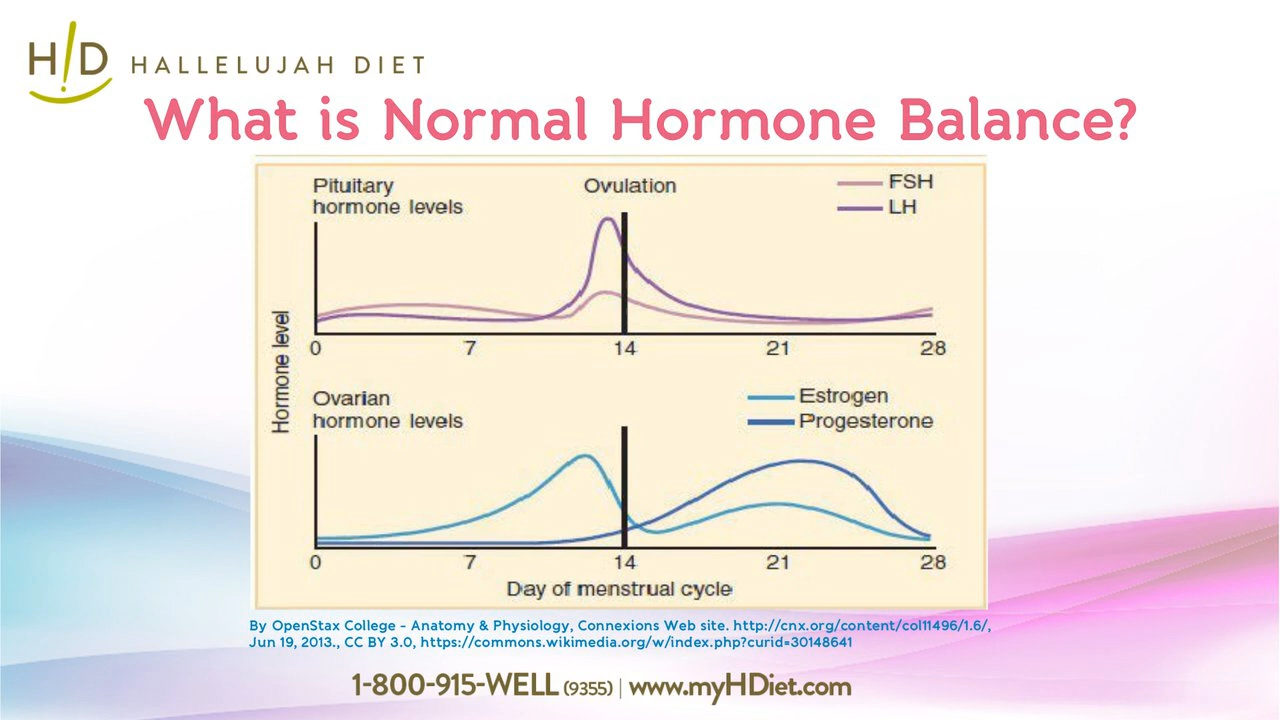 H!D HALLELUJAH DIET
What is Normal Hormone Balance?
Pituitary
hormone levels
Ovulation
FSH
LH
Hormone level
0 7 14 21 28
Ovarian
hormone levels
Estrogen
Progesterone
0 7 14 21 28
Day of menstrual cycle
By OpenStax College - Anatomy & Physiology, Connexions Web site. http://cnx.org/content/col11496/1.6/,
Jun 19, 2013., CC BY 3.0, https://commons.wikimedia.org/w/index.php?curid=30148641
1-800-915-WELL (9355) | www.myHDiet.com